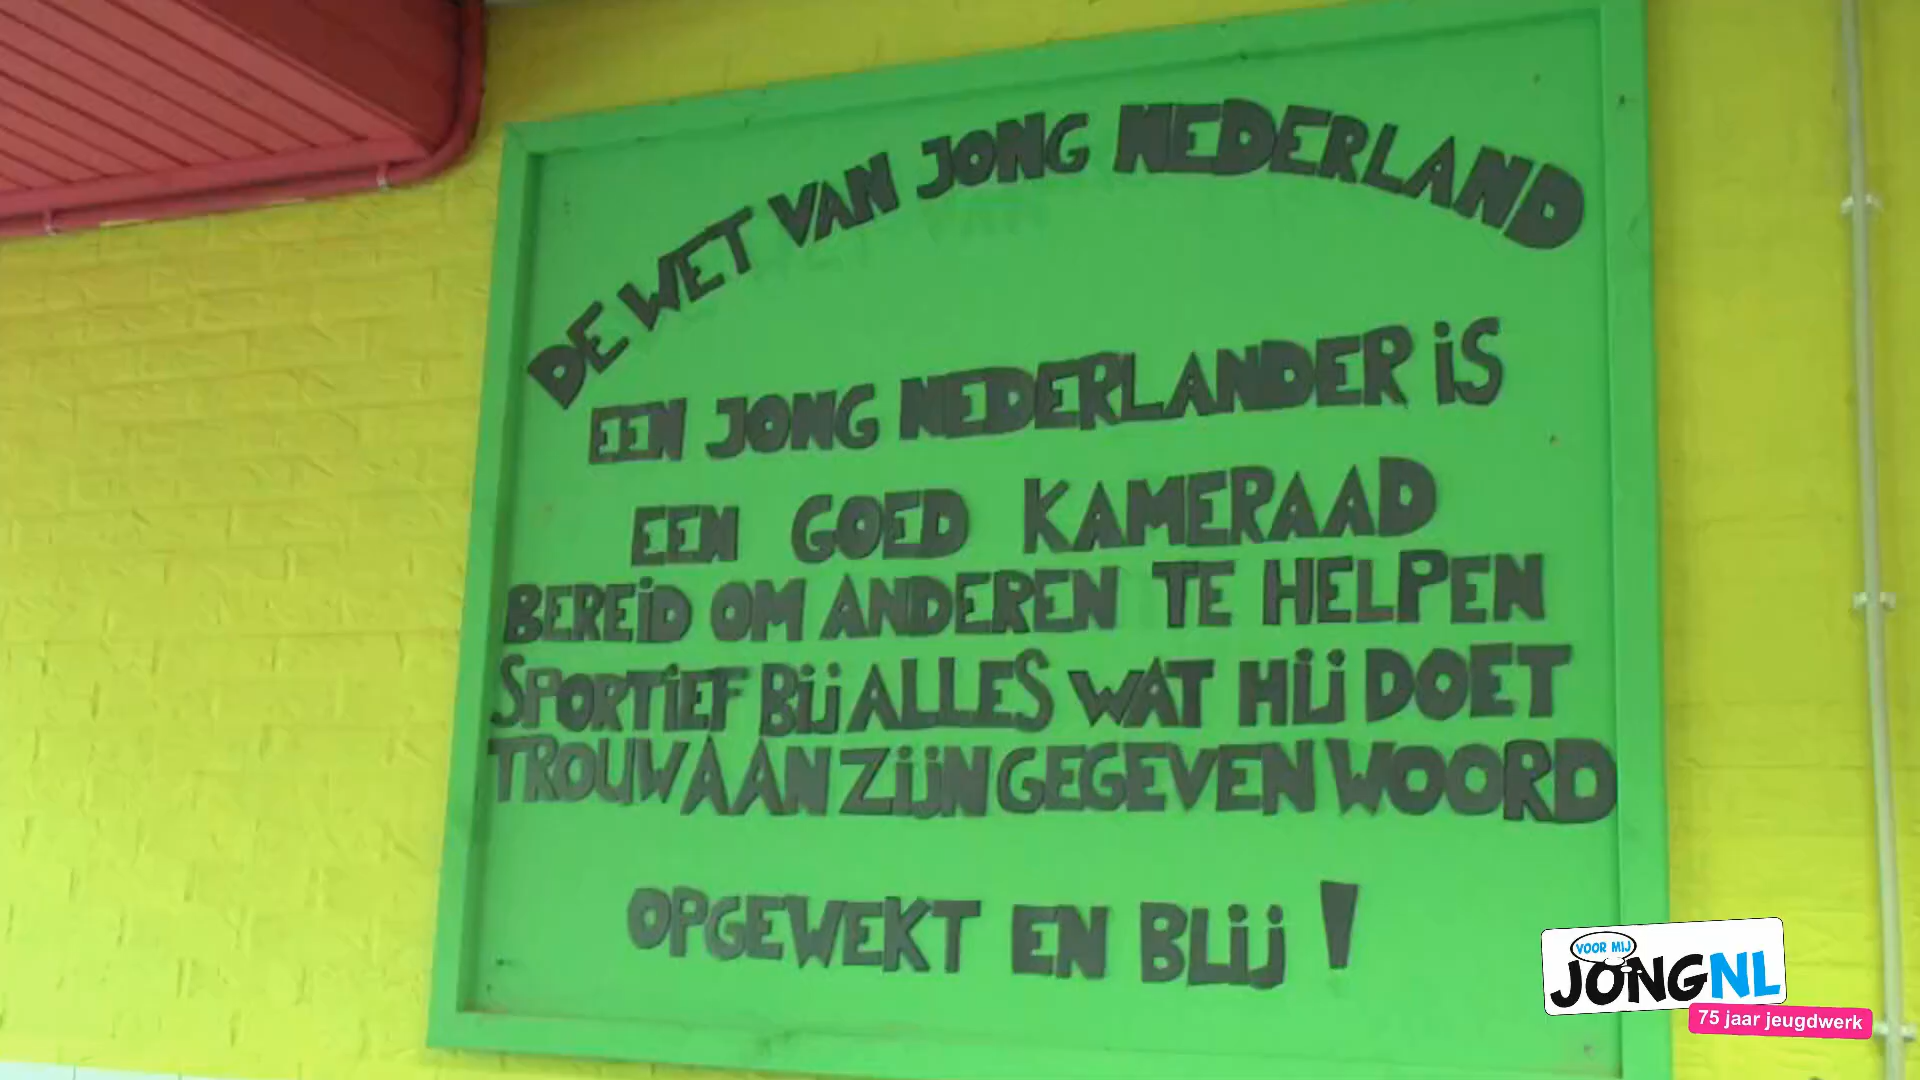 DE WET VAN JONG NEDERLAND
EEN JONG NEDERLANDER iS
EEN GOED KAMERAAD
BEREiD OM ANDEREN TE HELPEN
SPORTiEF Bij ALLES WAT Hij DOET
TROUW AAN ZijN GEGEVEN WOORD
OPGEWEKT EN BLij !
VOOR MIJ
JONGNL
75 jaar jeugdwerk